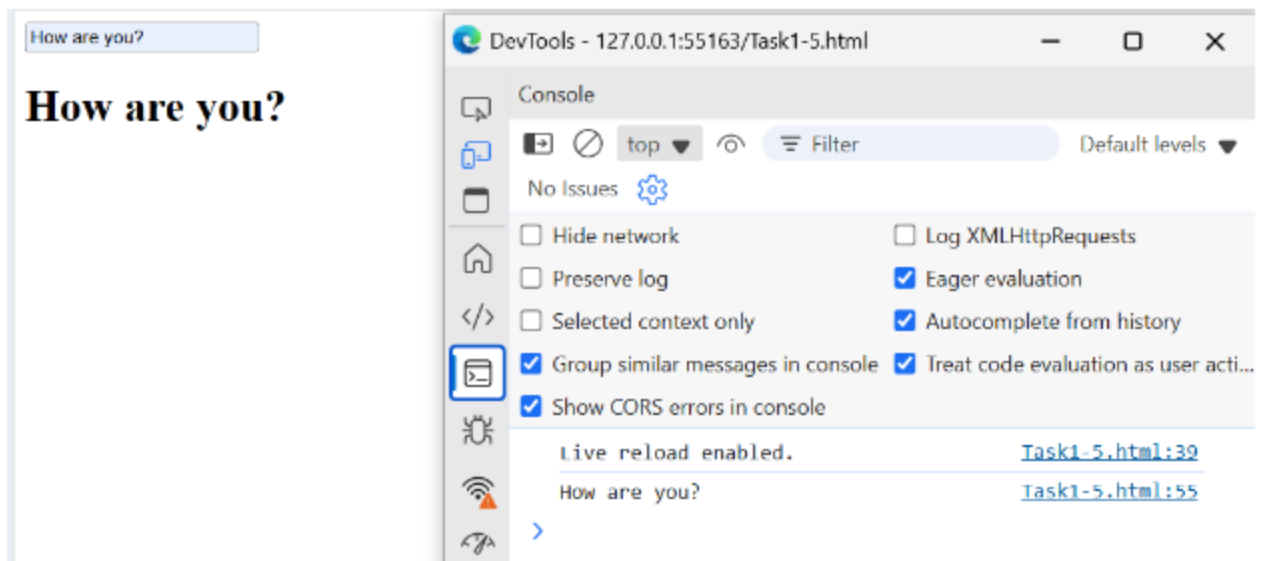 How are you?
How are you?
DevTools - 127.0.0.1:55163/Task1-5.html
Console
top
Filter
Default levels
No Issues
Hide network
Log XMLHttpRequests
Preserve log
Eager evaluation
Selected context only
Autocomplete from history
Group similar messages in console
Treat code evaluation as user acti...
Show CORS errors in console
Live reload enabled. Task1-5.html:39
How are you? Task1-5.html:55